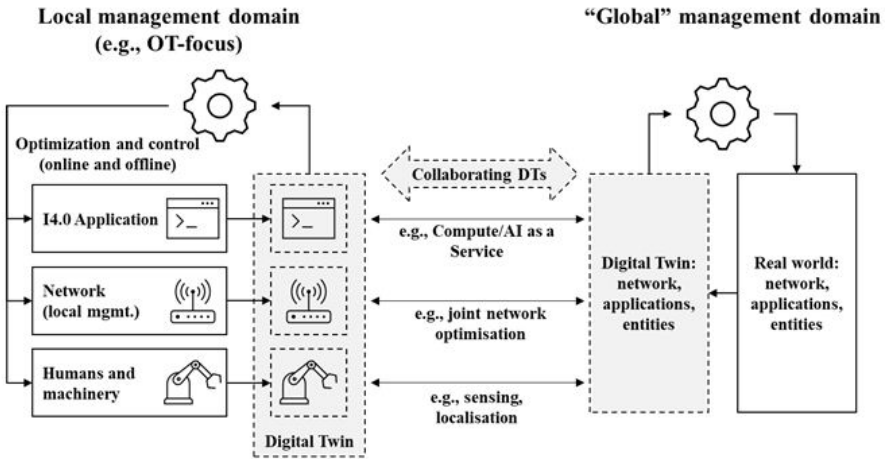 Local management domain
(e.g., OT-focus)
“Global” management domain
Optimization and control
(online and offline)
Collaborating DTs
I4.0 Application
e.g., Compute/AI as a
Service
Network
(local mgmt.)
e.g., joint network
optimisation
Humans and
machinery
e.g., sensing,
localisation
Digital Twin
Digital Twin:
network,
applications,
entities
Real world:
network,
applications,
entities